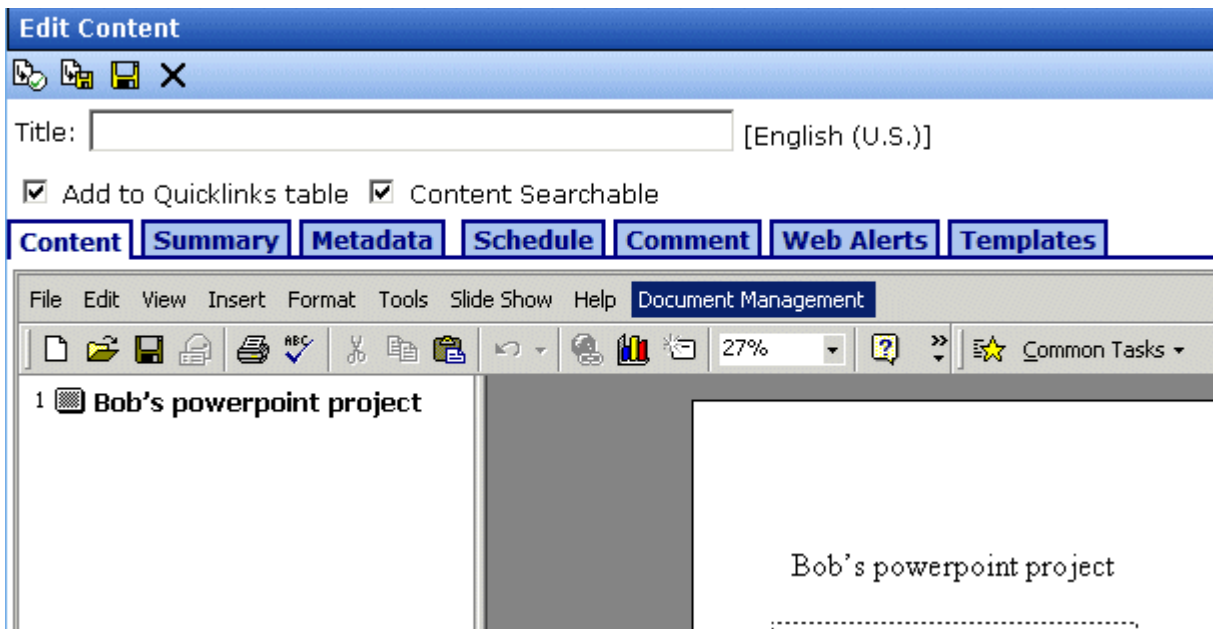 Edit Content
Title: [English (U.S.)]
Add to Quicklinks table Content Searchable
Content Summary Metadata Schedule Comment Web Alerts Templates
File Edit View Insert Format Tools Slide Show Help Document Management
ABC 27% Common Tasks
1 Bob's powerpoint project
Bob's powerpoint project